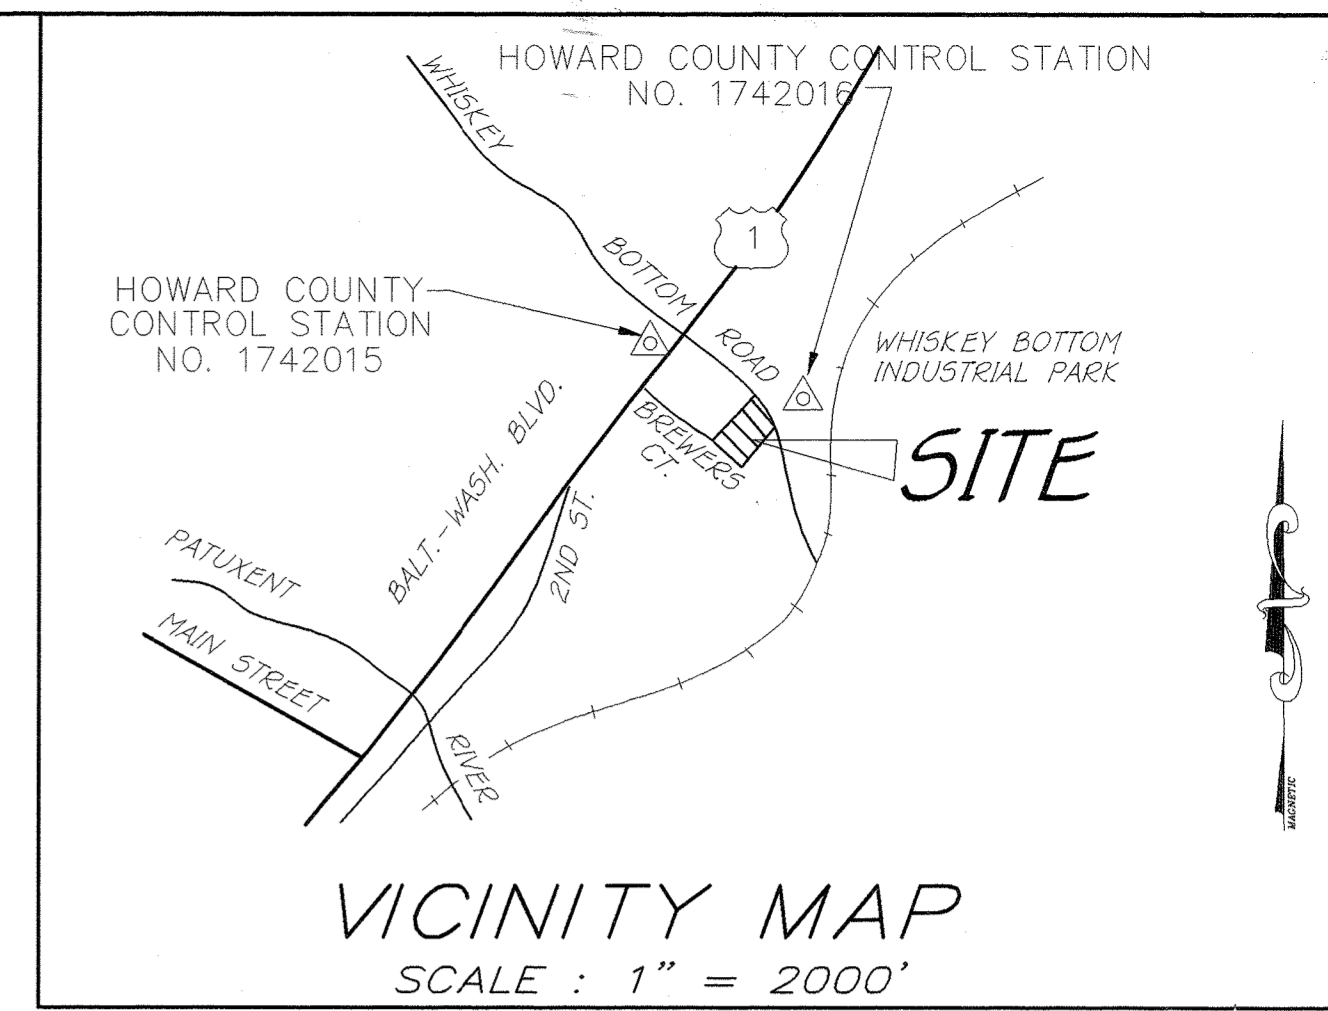 HOWARD COUNTY CONTROL STATION
NO. 1742016
WHISKEY
BOTTOM
ROAD
1
HOWARD COUNTY
CONTROL STATION
NO. 1742015
WHISKEY BOTTOM
INDUSTRIAL PARK
BREWERS
CT.
SITE
BALT.-WASH. BLVD.
2ND ST.
PATUXENT
RIVER
MAIN STREET
MAGNETIC
VICINITY MAP
SCALE : 1" = 2000'